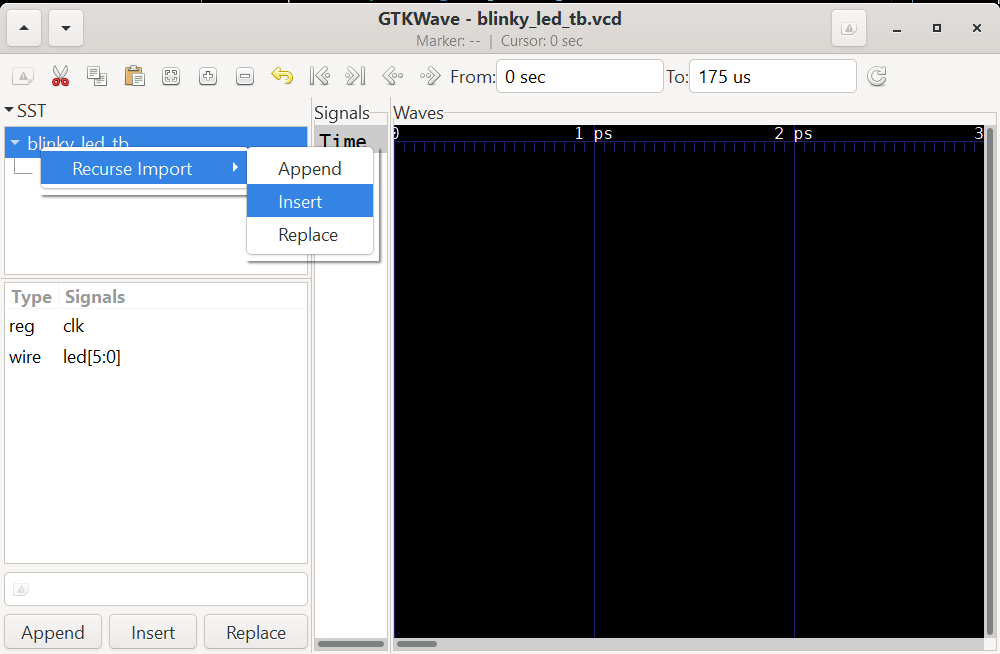 GTKWave - blinky_led_tb.vcd
Marker: -- | Cursor: 0 sec
From: 0 sec To: 175 us
SST
Signals
Waves
blinky_led_tb
Time
0 1 ps 2 ps 3
Recurse Import
Append
Insert
Replace
Type Signals
reg clk
wire led[5:0]
Append Insert Replace